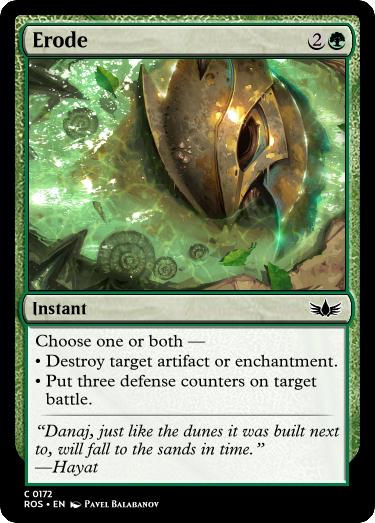 Erode 2
Instant
Choose one or both —
• Destroy target artifact or enchantment.
• Put three defense counters on target
battle.
“Danaj, just like the dunes it was built next
to, will fall to the sands in time.”
—Hayat
C 0172
ROS • EN Pavel Balabanov